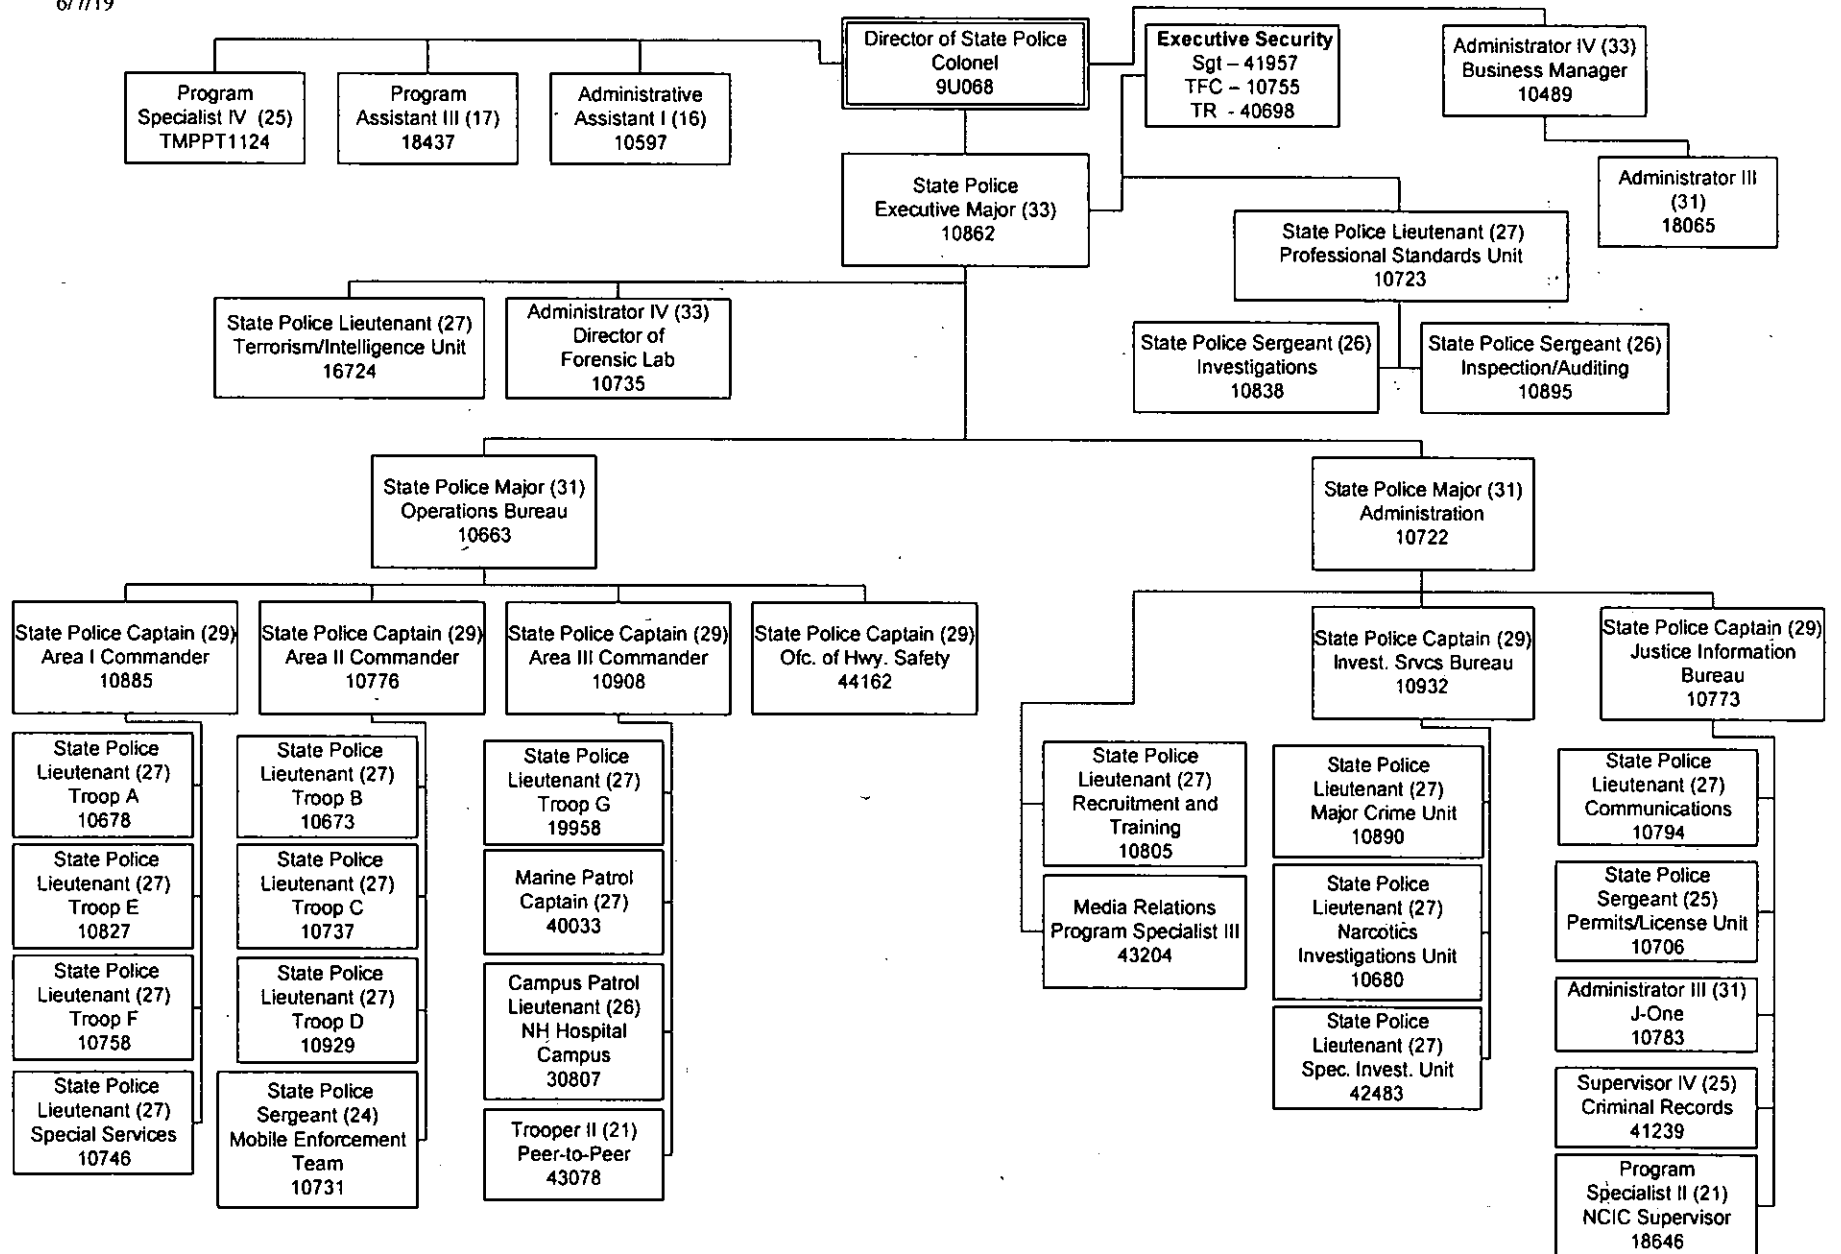 6/7/19
Director of State Police
Colonel
9U068
Executive Security
Sgt – 41957
TFC – 10755
TR - 40698
Administrator IV (33)
Business Manager
10489
Program
Specialist IV (25)
TMPPT1124
Program
Assistant III (17)
18437
Administrative
Assistant I (16)
10597
State Police
Executive Major (33)
10862
Administrator III
(31)
18065
State Police Lieutenant (27)
Professional Standards Unit
10723
State Police Lieutenant (27)
Terrorism/Intelligence Unit
16724
Administrator IV (33)
Director of
Forensic Lab
10735
State Police Sergeant (26)
Investigations
10838
State Police Sergeant (26)
Inspection/Auditing
10895
State Police Major (31)
Operations Bureau
10663
State Police Major (31)
Administration
10722
State Police Captain (29)
Area I Commander
10885
State Police Captain (29)
Area II Commander
10776
State Police Captain (29)
Area III Commander
10908
State Police Captain (29)
Ofc. of Hwy. Safety
44162
State Police Captain (29)
Invest. Srvcs Bureau
10932
State Police Captain (29)
Justice Information
Bureau
10773
State Police
Lieutenant (27)
Troop A
10678
State Police
Lieutenant (27)
Troop E
10827
State Police
Lieutenant (27)
Troop F
10758
State Police
Lieutenant (27)
Special Services
10746
State Police
Lieutenant (27)
Troop B
10673
State Police
Lieutenant (27)
Troop C
10737
State Police
Lieutenant (27)
Troop D
10929
State Police
Sergeant (24)
Mobile Enforcement
Team
10731
State Police
Lieutenant (27)
Troop G
19958
Marine Patrol
Captain (27)
40033
Campus Patrol
Lieutenant (26)
NH Hospital
Campus
30807
Trooper II (21)
Peer-to-Peer
43078
State Police
Lieutenant (27)
Recruitment and
Training
10805
Media Relations
Program Specialist III
43204
State Police
Lieutenant (27)
Major Crime Unit
10890
State Police
Lieutenant (27)
Narcotics
Investigations Unit
10680
State Police
Lieutenant (27)
Spec. Invest. Unit
42483
State Police
Lieutenant (27)
Communications
10794
State Police
Sergeant (25)
Permits/License Unit
10706
Administrator III (31)
J-One
10783
Supervisor IV (25)
Criminal Records
41239
Program
Specialist II (21)
NCIC Supervisor
18646